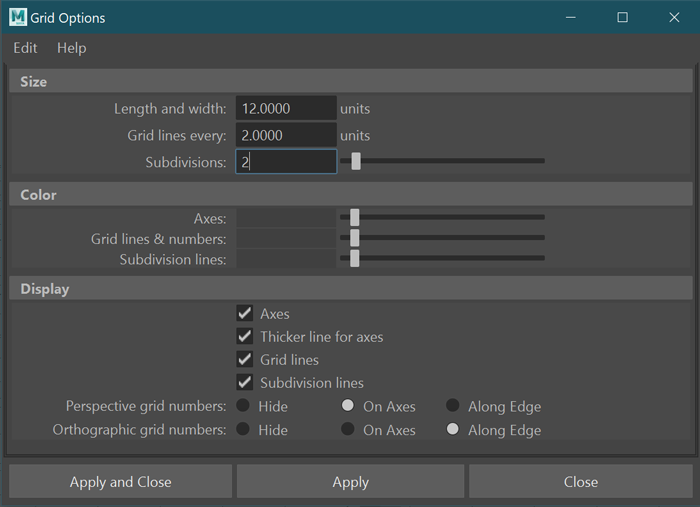 M Grid Options
Edit Help
Size
Length and width: 12.0000 units
Grid lines every: 2.0000 units
Subdivisions: 2
Color
Axes:
Grid lines & numbers:
Subdivision lines:
Display
Axes
Thicker line for axes
Grid lines
Subdivision lines
Perspective grid numbers: Hide On Axes Along Edge
Orthographic grid numbers: Hide On Axes Along Edge
Apply and Close Apply Close